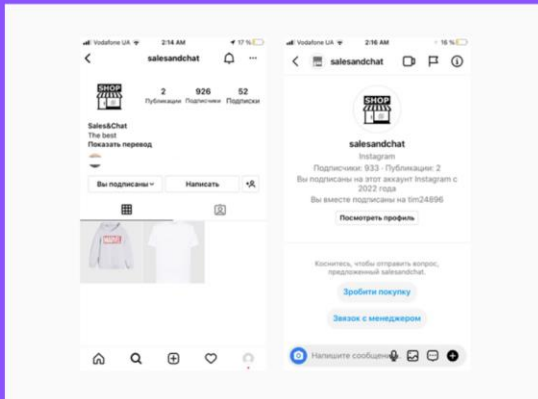 Vodafone UA 2:14 AM 17 %
salesandchat
SHOP
2 926 52
Публикации Подписчики Подписки
Sales&Chat
The best
Показать перевод
Вы подписаны Написать
MARVEL
Vodafone UA 2:16 AM 16 %
salesandchat
SHOP
salesandchat
Instagram
Подписчики: 933 · Публикации: 2
Вы подписаны на этот аккаунт Instagram с
2022 года
Вы вместе подписаны на tim24896
Посмотреть профиль
Коснитесь, чтобы отправить вопрос,
предложенный salesandchat.
Зробити покупку
Звязок с менеджером
Напишите сообщен